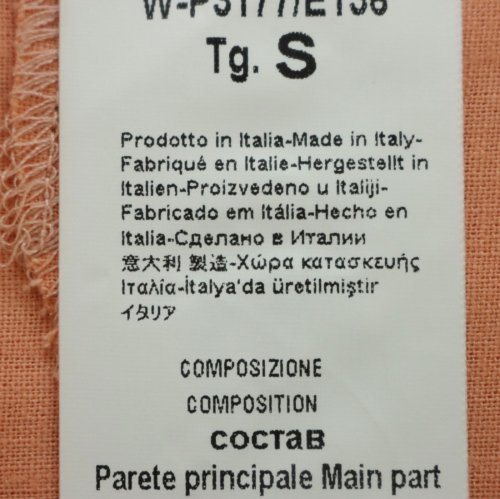 W-P3177/E136
Tg. S
Prodotto in Italia-Made in Italy-
Fabriqué en Italie-Hergestellt in
Italien-Proizvedeno u Italiji-
Fabricado em Itália-Hecho en
Italia-Сделано в Италии
意大利 製造-Χώρα κατασκευής
Ιταλία-İtalya'da üretilmiştir
イタリア
COMPOSIZIONE
COMPOSITION
СОСТАВ
Parete principale Main part